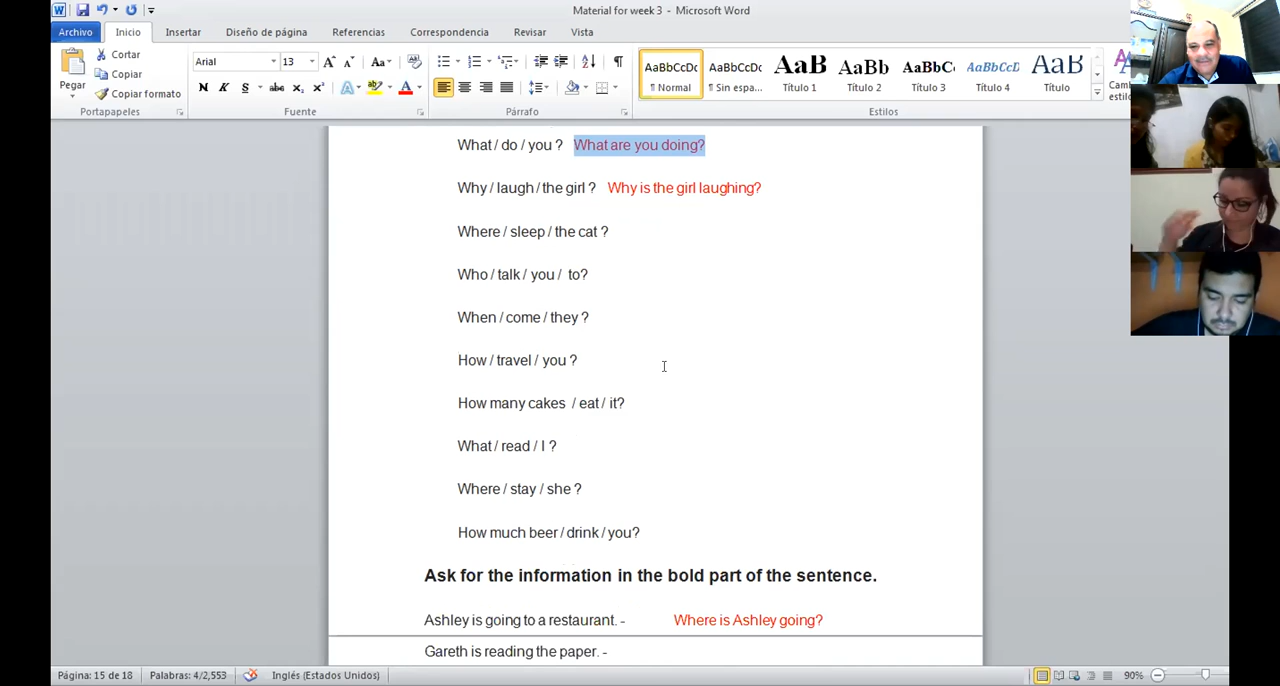 Material for week 3 - Microsoft Word
Archivo Inicio Insertar Diseño de página Referencias Correspondencia Revisar Vista
Pegar
Cortar
Copiar
Copiar formato
Portapapeles
Arial 13
N K S abc x₂ x² Aa
Fuente
Párrafo
AaBbCcDc AaBbCcDc AaB AaBb AaBbC AaBbCcD AaB
¶ Normal ¶ Sin espa... Título 1 Título 2 Título 3 Título 4 Título
Estilos
What / do / you ? What are you doing?
Why / laugh / the girl ? Why is the girl laughing?
Where / sleep / the cat ?
Who / talk / you / to?
When / come / they ?
How / travel / you ?
How many cakes / eat / it?
What / read / I ?
Where / stay / she ?
How much beer / drink / you?
Ask for the information in the bold part of the sentence.
Ashley is going to a restaurant. - Where is Ashley going?
Gareth is reading the paper. -
Página: 15 de 18 Palabras: 4/2,553 Inglés (Estados Unidos) 90%